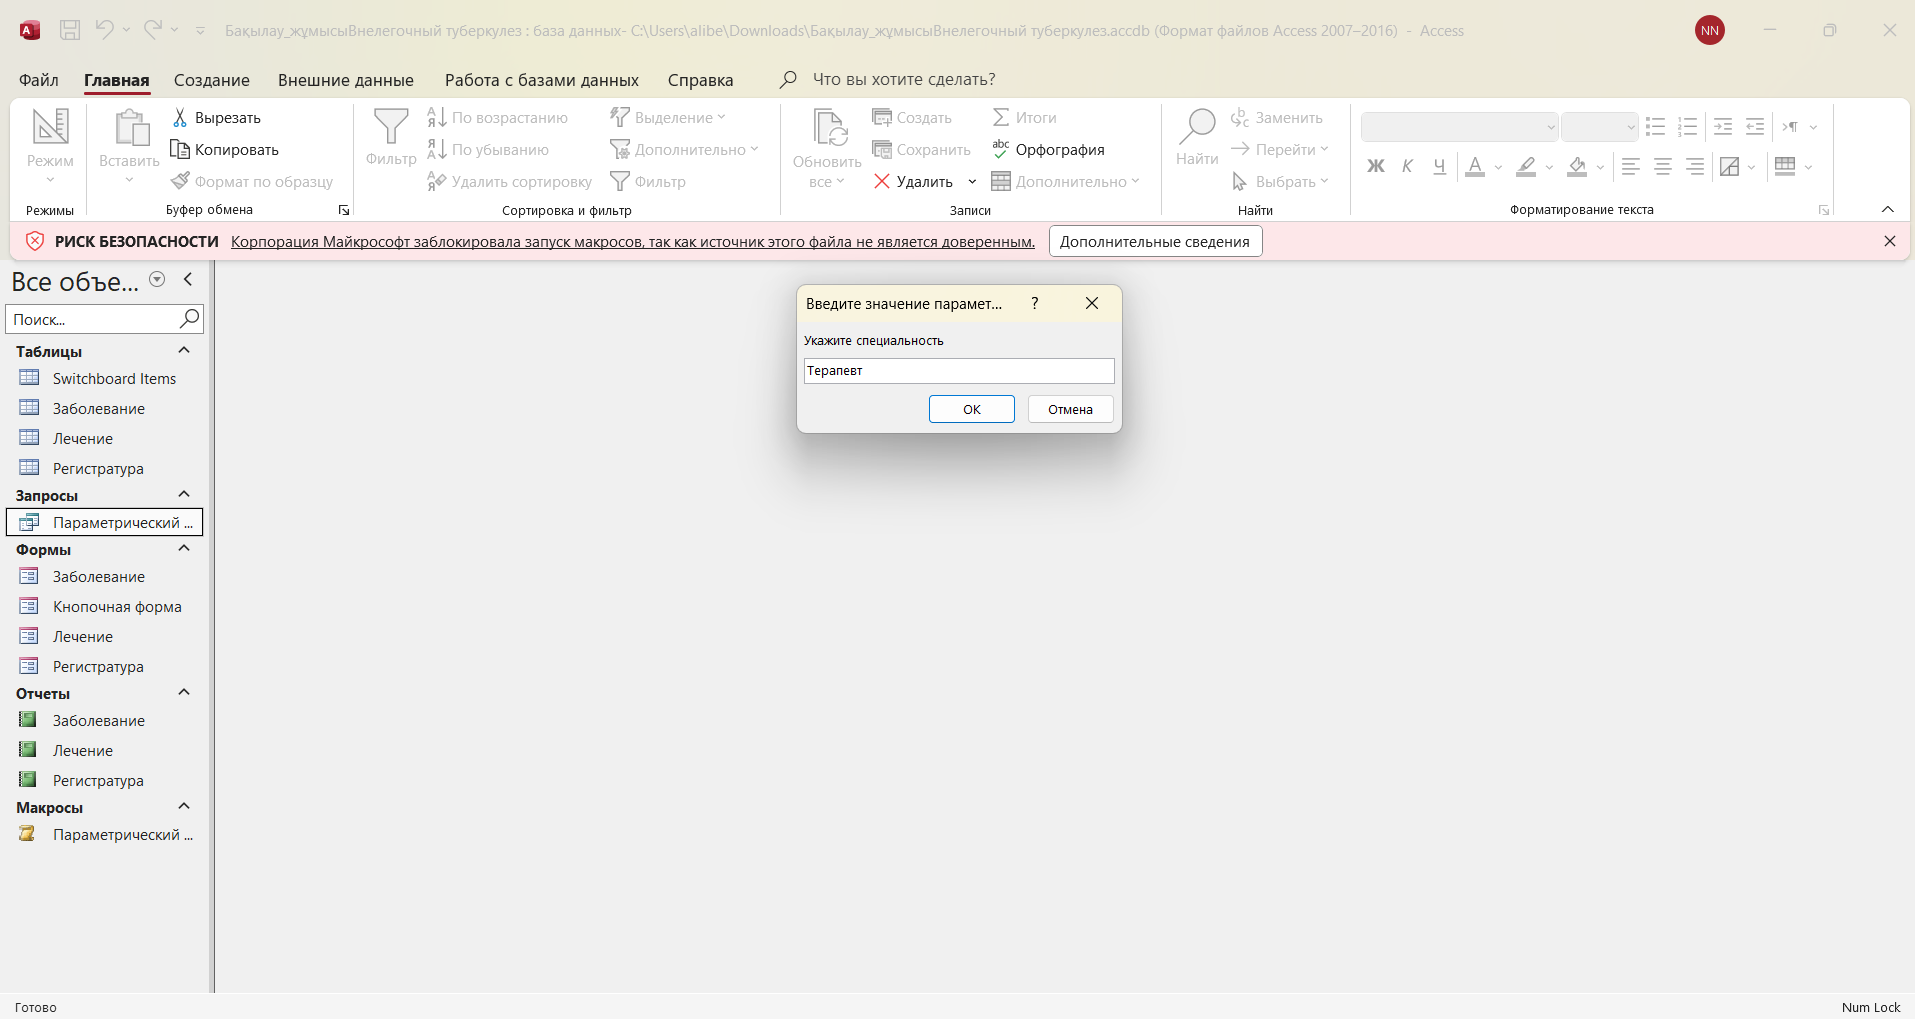 Бақылау_жұмысыВнелегочный туберкулез : база данных- C:\Users\alibe\Downloads\Бақылау_жұмысыВнелегочный туберкулез.accdb (Формат файлов Access 2007–2016) - Access
NN
Файл Главная Создание Внешние данные Работа с базами данных Справка Что вы хотите сделать?
Режим
Режимы
Вставить
Вырезать
Копировать
Формат по образцу
Буфер обмена
Фильтр
По возрастанию
По убыванию
Удалить сортировку
Выделение
Дополнительно
Фильтр
Сортировка и фильтр
Обновить
все
Создать
Сохранить
Удалить
Итоги
Орфография
Дополнительно
Записи
Найти
Заменить
Перейти
Выбрать
Найти
Ж К Ч
Форматирование текста
РИСК БЕЗОПАСНОСТИ Корпорация Майкрософт заблокировала запуск макросов, так как источник этого файла не является доверенным. Дополнительные сведения
Все объе...
Поиск...
Таблицы
Switchboard Items
Заболевание
Лечение
Регистратура
Запросы
Параметрический ...
Формы
Заболевание
Кнопочная форма
Лечение
Регистратура
Отчеты
Заболевание
Лечение
Регистратура
Макросы
Параметрический ...
Введите значение парамет... ?
Укажите специальность
Терапевт
ОК Отмена
Готово
Num Lock